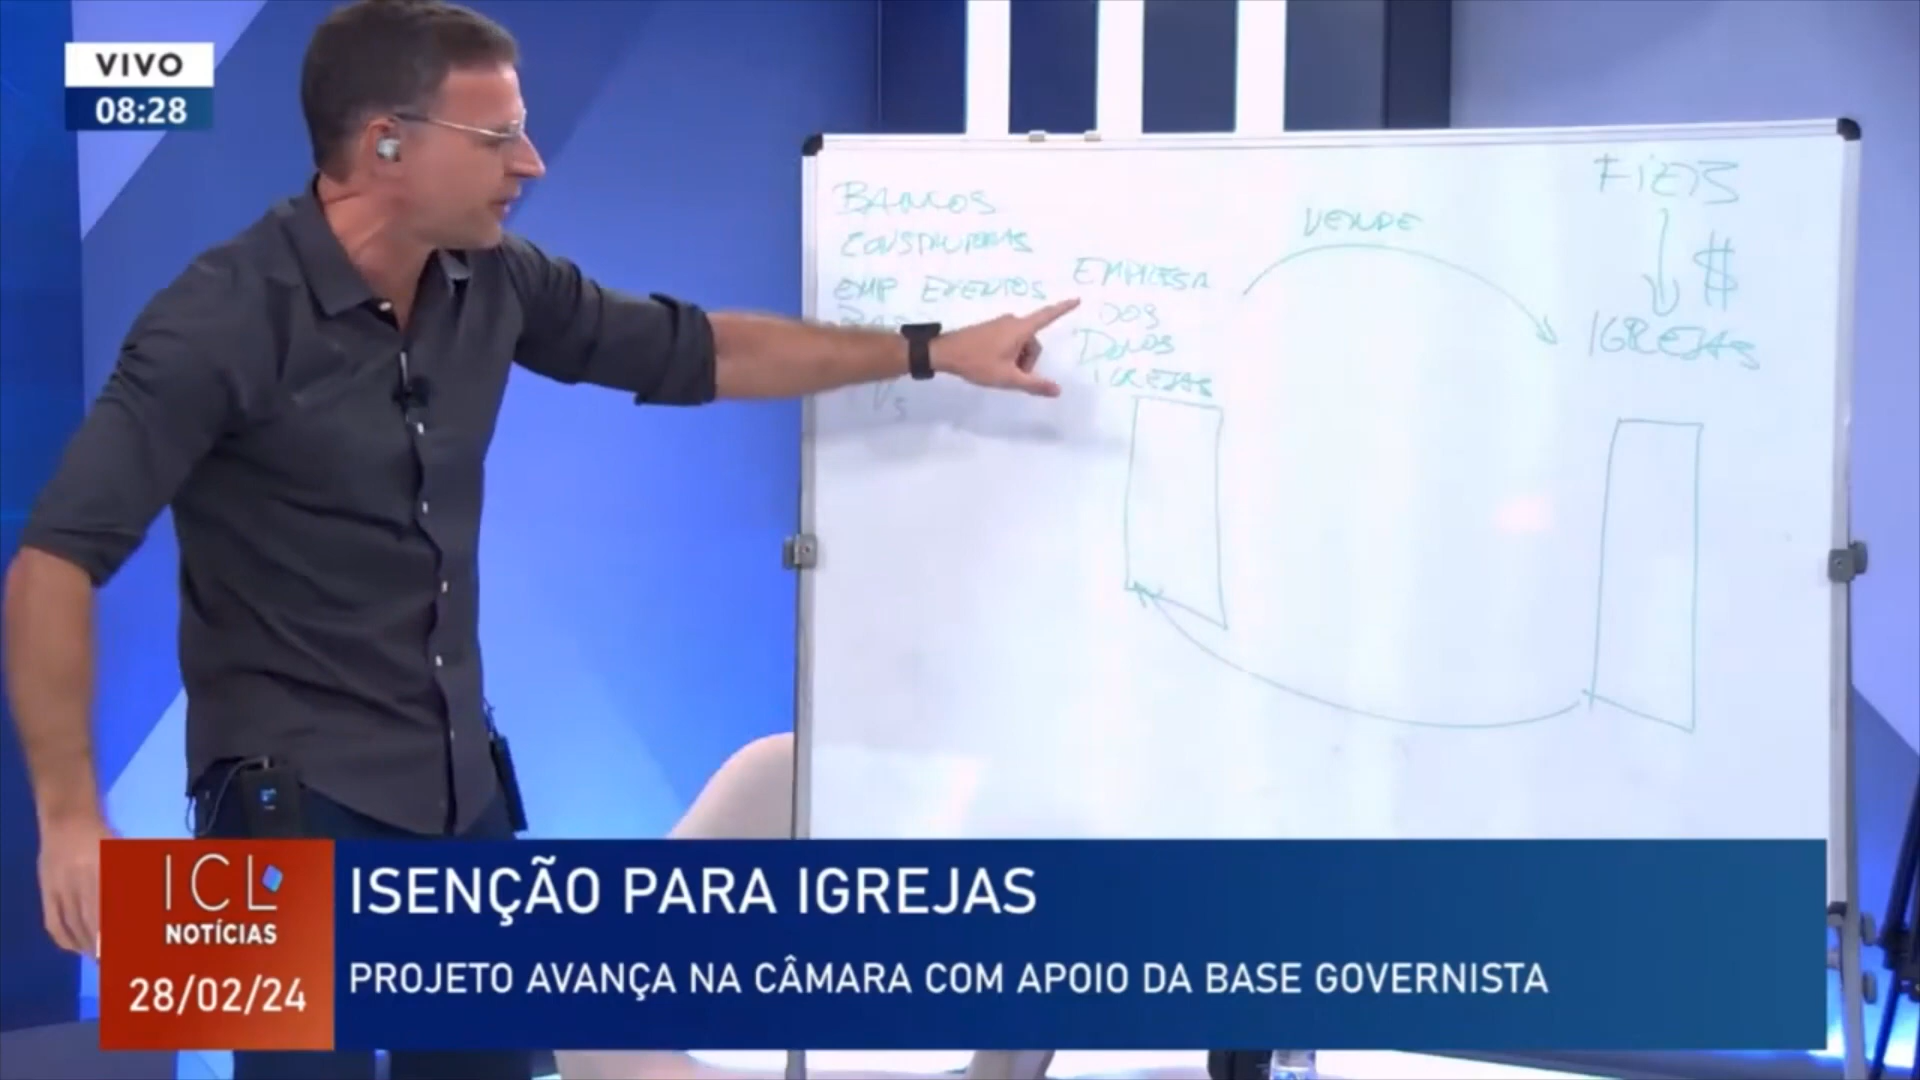 VIVO
08:28
BANCOS
CONSTRUTORAS
EMP EVENTOS
EMPRESA
DOS
DONOS
IGREJAS
VENDE
FIÉIS
$
IGREJAS
ICL
NOTÍCIAS
28/02/24
ISENÇÃO PARA IGREJAS
PROJETO AVANÇA NA CÂMARA COM APOIO DA BASE GOVERNISTA